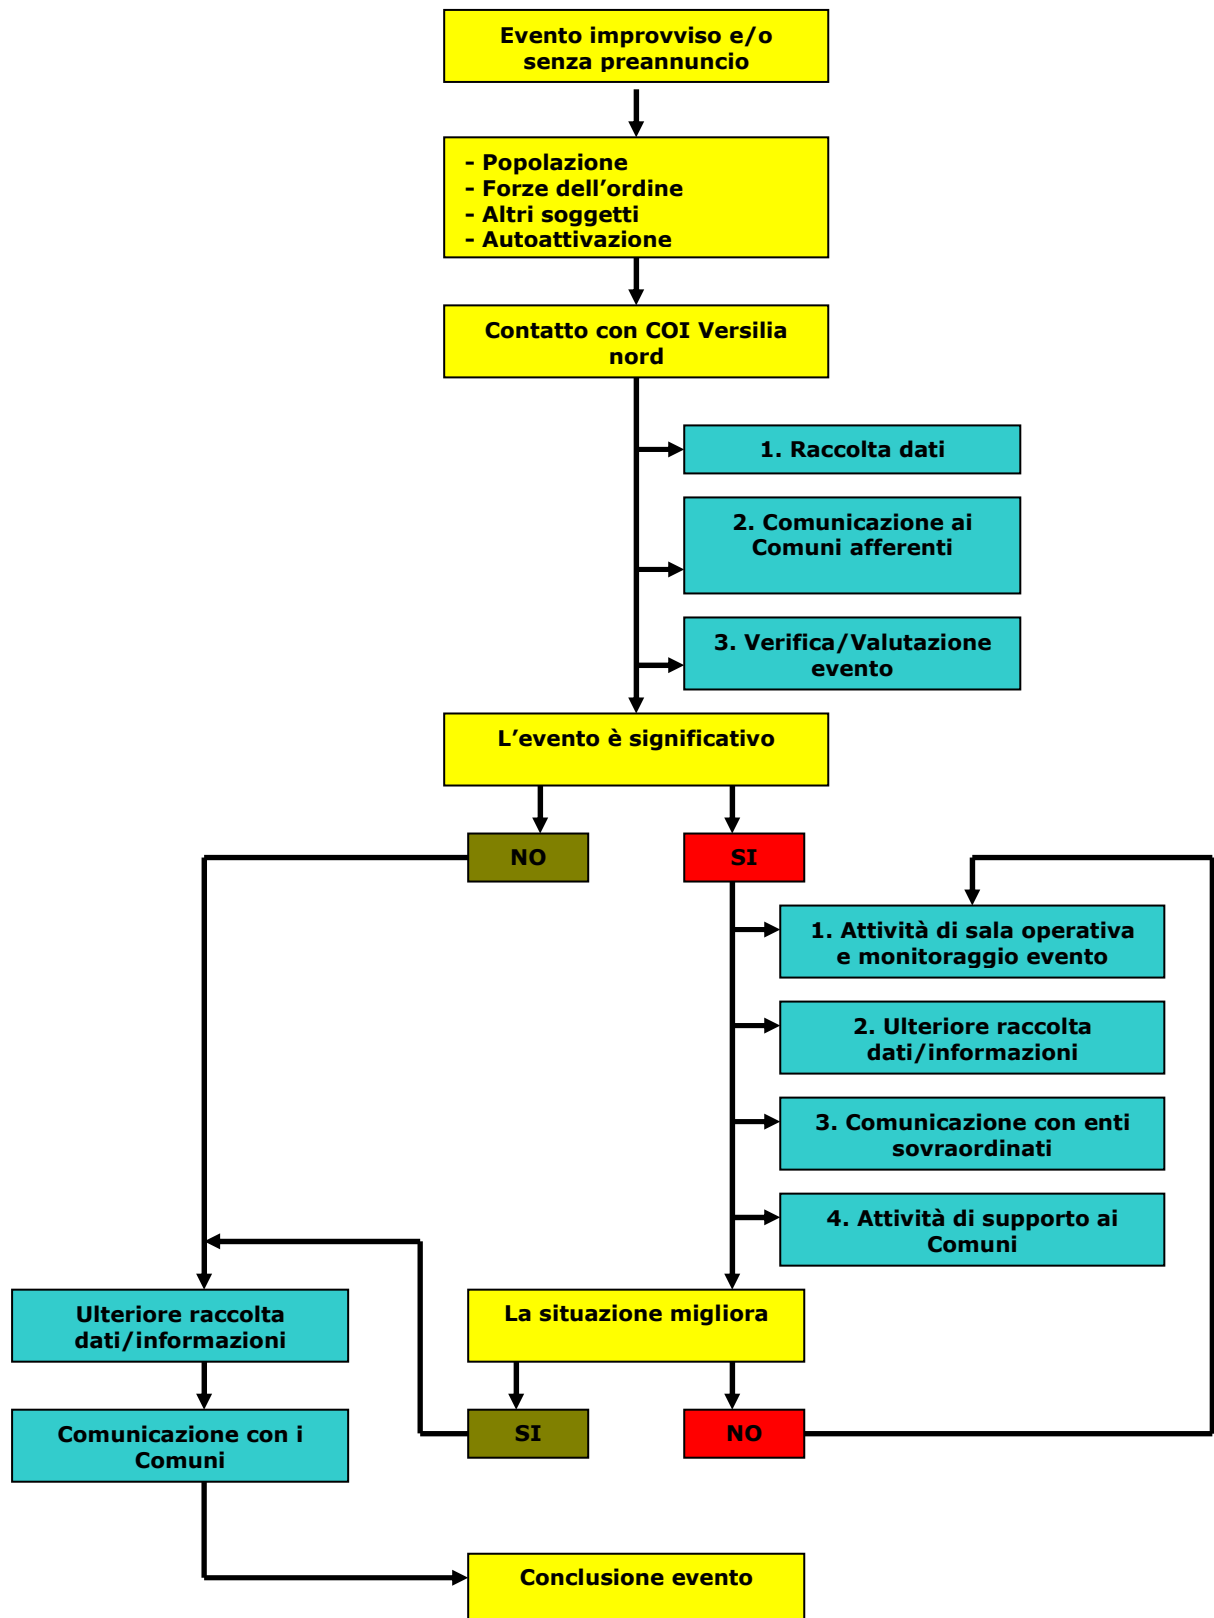 Evento improvviso e/o
senza preannuncio
- Popolazione
- Forze dell’ordine
- Altri soggetti
- Autoattivazione
Contatto con COI Versilia
nord
1. Raccolta dati
2. Comunicazione ai
Comuni afferenti
3. Verifica/Valutazione
evento
L’evento è significativo
NO
SI
1. Attività di sala operativa
e monitoraggio evento
2. Ulteriore raccolta
dati/informazioni
3. Comunicazione con enti
sovraordinati
4. Attività di supporto ai
Comuni
La situazione migliora
SI
NO
Ulteriore raccolta
dati/informazioni
Comunicazione con i
Comuni
Conclusione evento